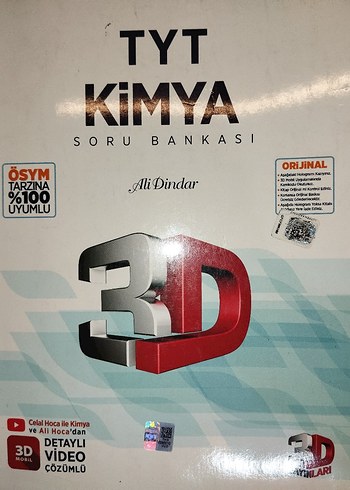 TYT
KİMYA
SORU BANKASI
ÖSYM
TARZINA
%100
UYUMLU
ORİJİNAL
Ali Dindar
3D
Celal Hoca ile Kimya
ve Ali Hoca'dan
3D
MOBİL
DETAYLI
VİDEO
ÇÖZÜMLÜ
3D
YAYINLARI